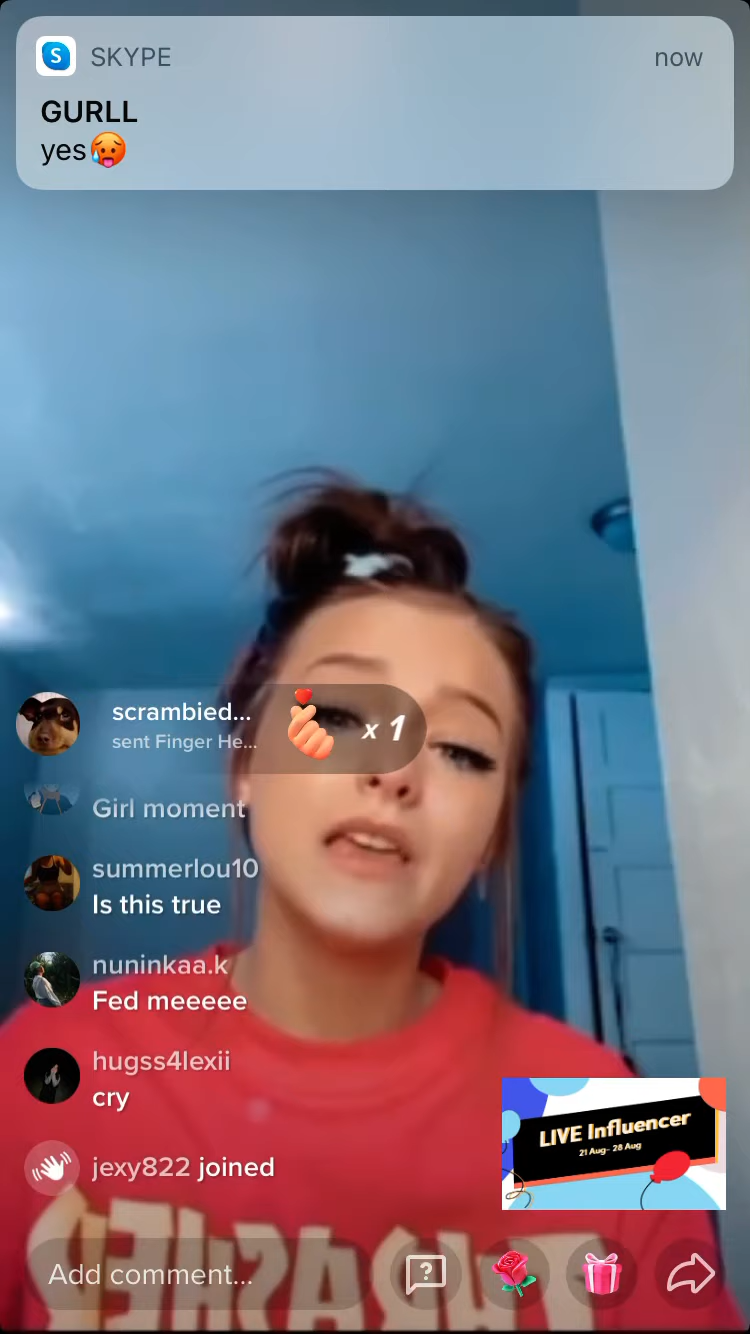 SKYPE
now
GURLL
yes🥵
scrambied...
sent Finger He...
x 1
Girl moment
summerlou10
Is this true
nuninkaa.k
Fed meeeee
hugss4lexii
cry
jexy822 joined
LIVE Influencer
21 Aug- 28 Aug
THRASHER
Add comment...